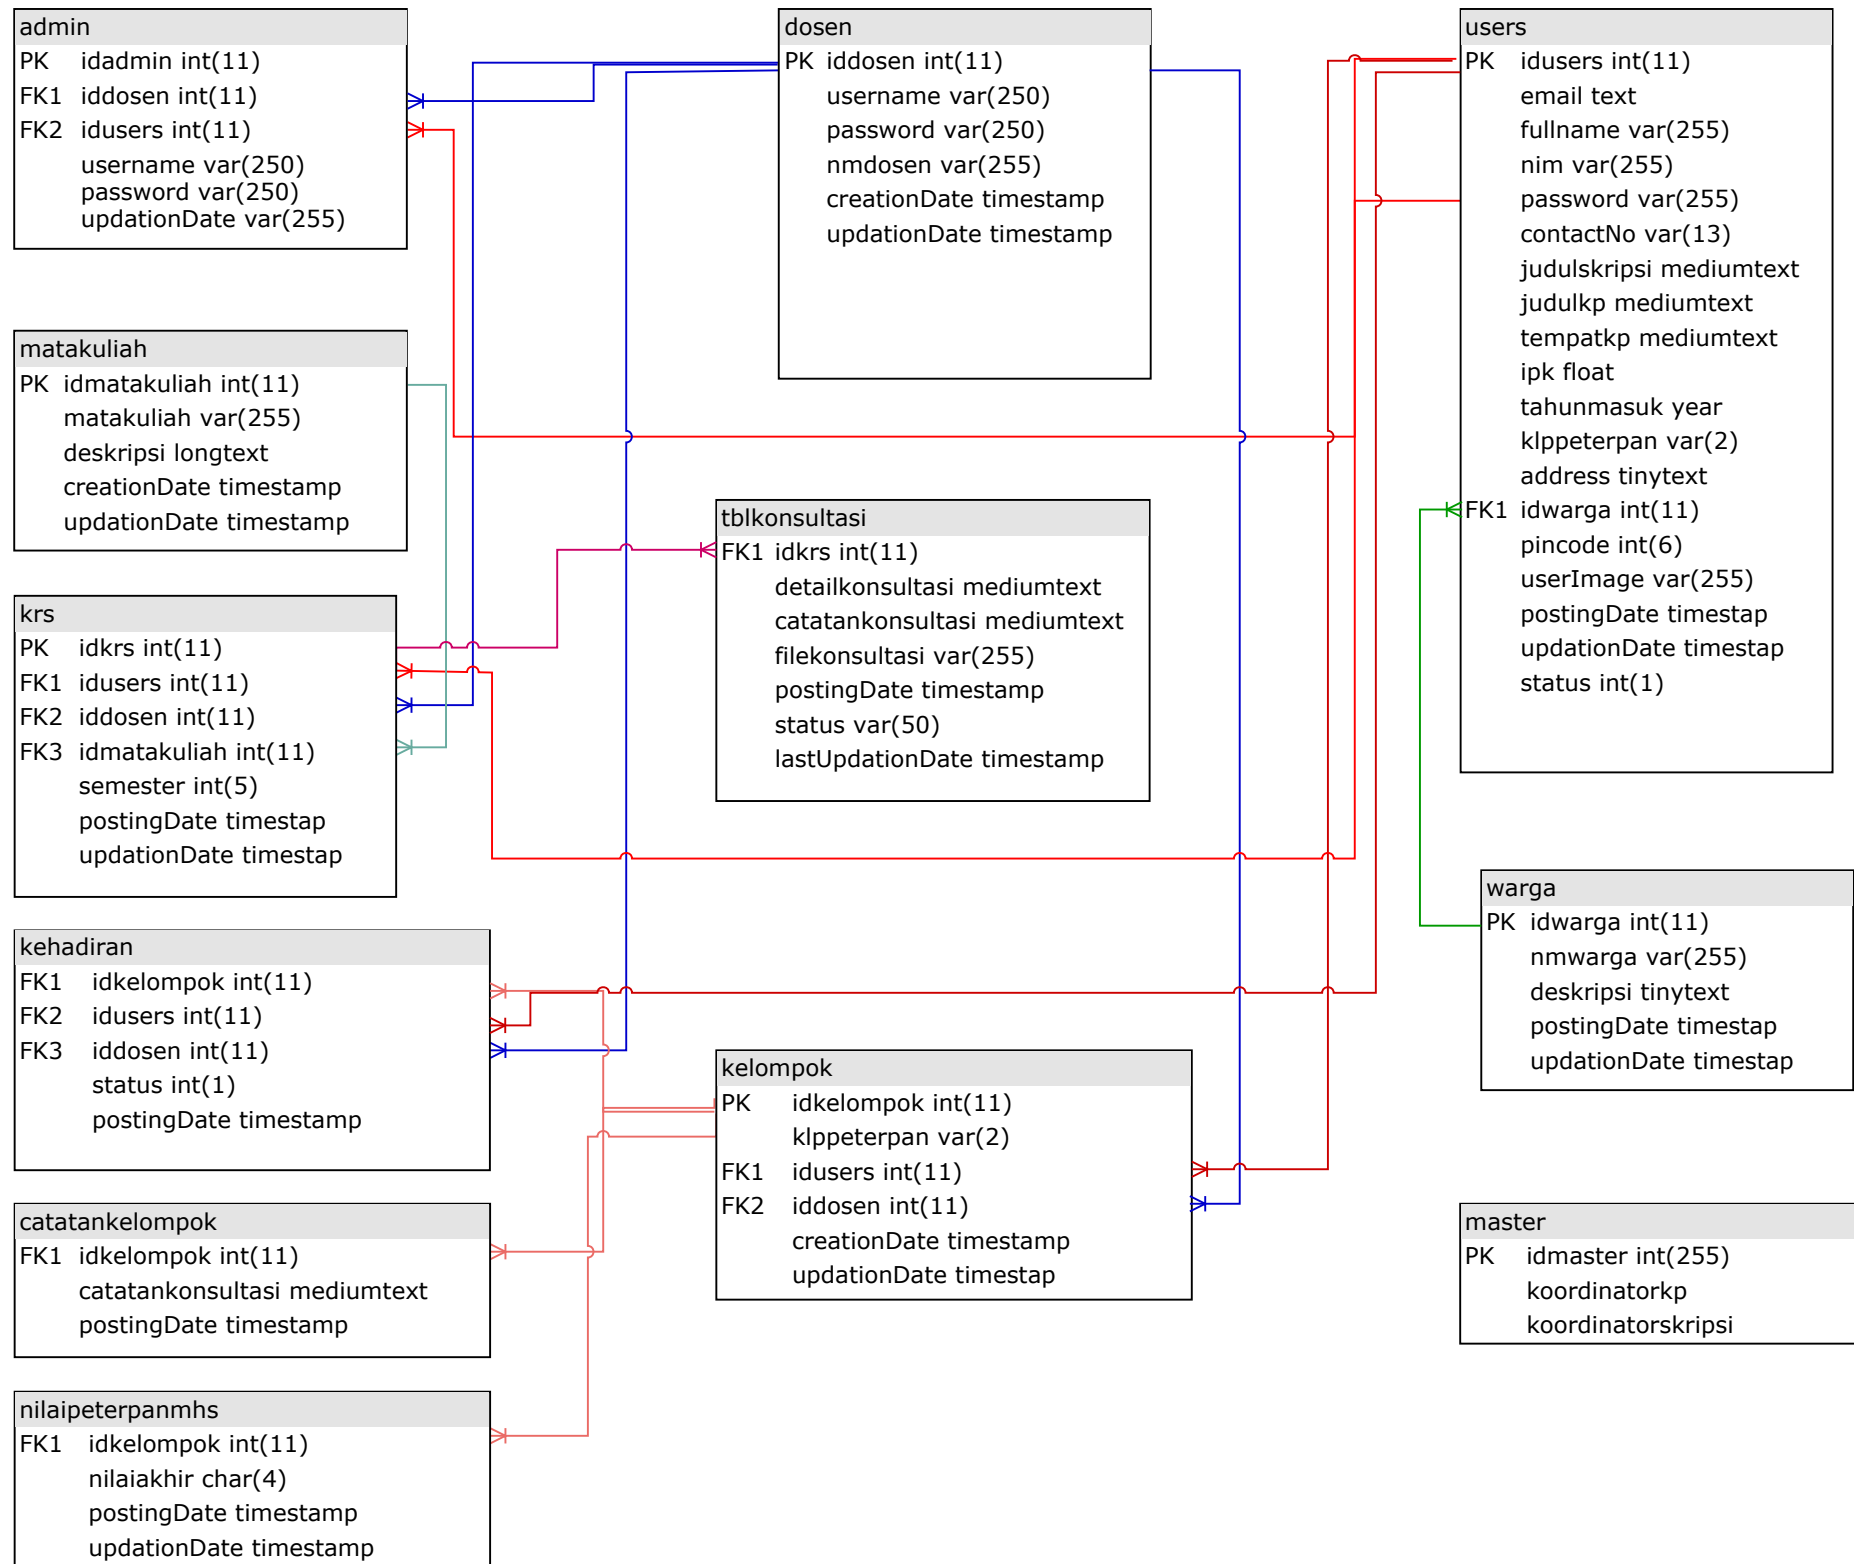 admin
PK idadmin int(11)
FK1 iddosen int(11)
FK2 idusers int(11)
username var(250)
password var(250)
updationDate var(255)
dosen
PK iddosen int(11)
username var(250)
password var(250)
nmdosen var(255)
creationDate timestamp
updationDate timestamp
users
PK idusers int(11)
email text
fullname var(255)
nim var(255)
password var(255)
contactNo var(13)
judulskripsi mediumtext
judulkp mediumtext
tempatkp mediumtext
ipk float
tahunmasuk year
klppeterpan var(2)
address tinytext
FK1 idwarga int(11)
pincode int(6)
userImage var(255)
postingDate timestap
updationDate timestap
status int(1)
matakuliah
PK idmatakuliah int(11)
matakuliah var(255)
deskripsi longtext
creationDate timestamp
updationDate timestamp
tblkonsultasi
FK1 idkrs int(11)
detailkonsultasi mediumtext
catatankonsultasi mediumtext
filekonsultasi var(255)
postingDate timestamp
status var(50)
lastUpdationDate timestamp
krs
PK idkrs int(11)
FK1 idusers int(11)
FK2 iddosen int(11)
FK3 idmatakuliah int(11)
semester int(5)
postingDate timestap
updationDate timestap
warga
PK idwarga int(11)
nmwarga var(255)
deskripsi tinytext
postingDate timestap
updationDate timestap
kehadiran
FK1 idkelompok int(11)
FK2 idusers int(11)
FK3 iddosen int(11)
status int(1)
postingDate timestamp
kelompok
PK idkelompok int(11)
klppeterpan var(2)
FK1 idusers int(11)
FK2 iddosen int(11)
creationDate timestamp
updationDate timestap
catatankelompok
FK1 idkelompok int(11)
catatankonsultasi mediumtext
postingDate timestamp
master
PK idmaster int(255)
koordinatorkp
koordinatorskripsi
nilaipeterpanmhs
FK1 idkelompok int(11)
nilaiakhir char(4)
postingDate timestamp
updationDate timestamp